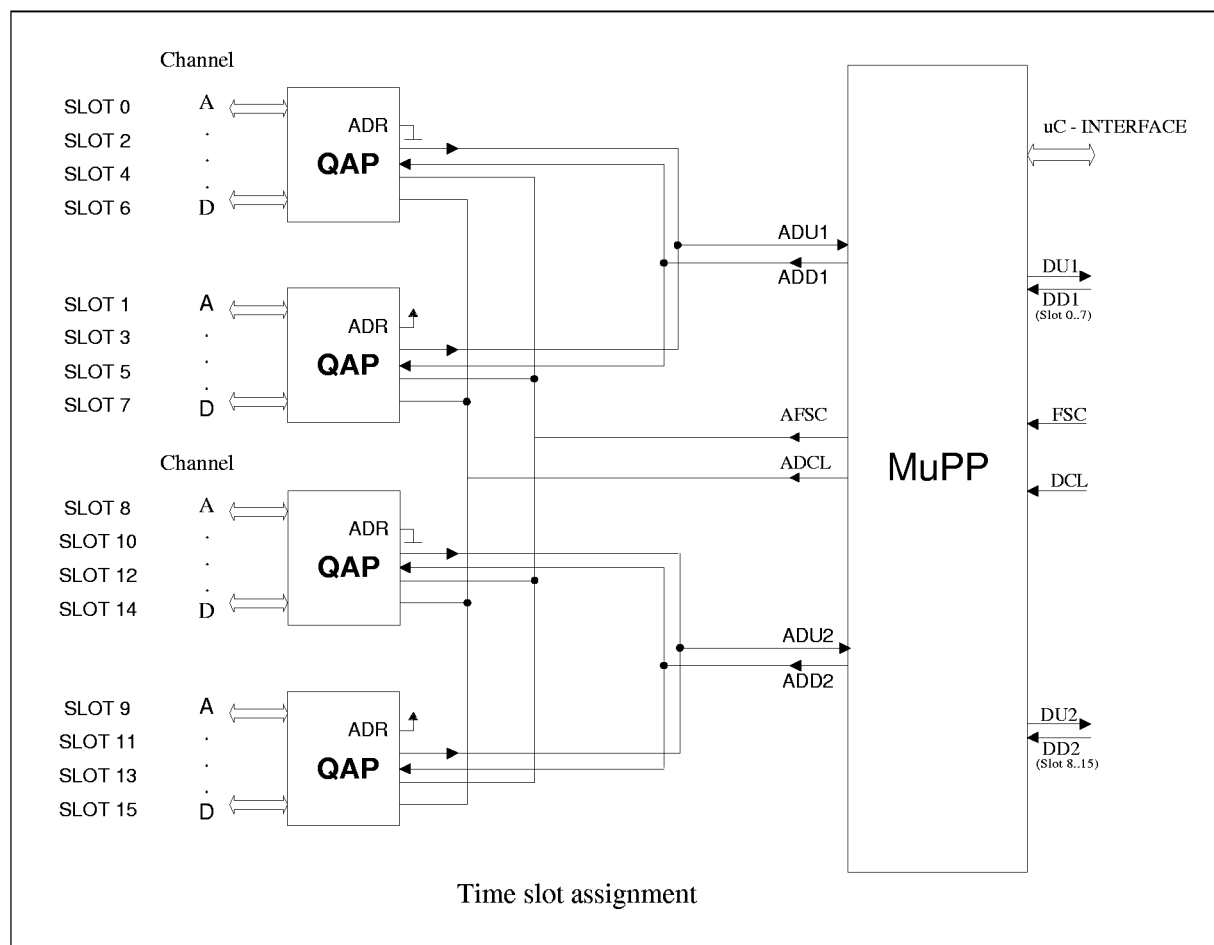 Channel
SLOT 0 A
SLOT 2 .
SLOT 4 .
SLOT 6 D
ADR
QAP
SLOT 1 A
SLOT 3 .
SLOT 5 .
SLOT 7 D
ADR
QAP
Channel
SLOT 8 A
SLOT 10 .
SLOT 12 .
SLOT 14 D
ADR
QAP
SLOT 9 A
SLOT 11 .
SLOT 13 .
SLOT 15 D
ADR
QAP
ADU1
ADD1
AFSC
ADCL
ADU2
ADD2
MuPP
uC - INTERFACE
DU1
DD1
(Slot 0..7)
FSC
DCL
DU2
DD2
(Slot 8..15)
Time slot assignment